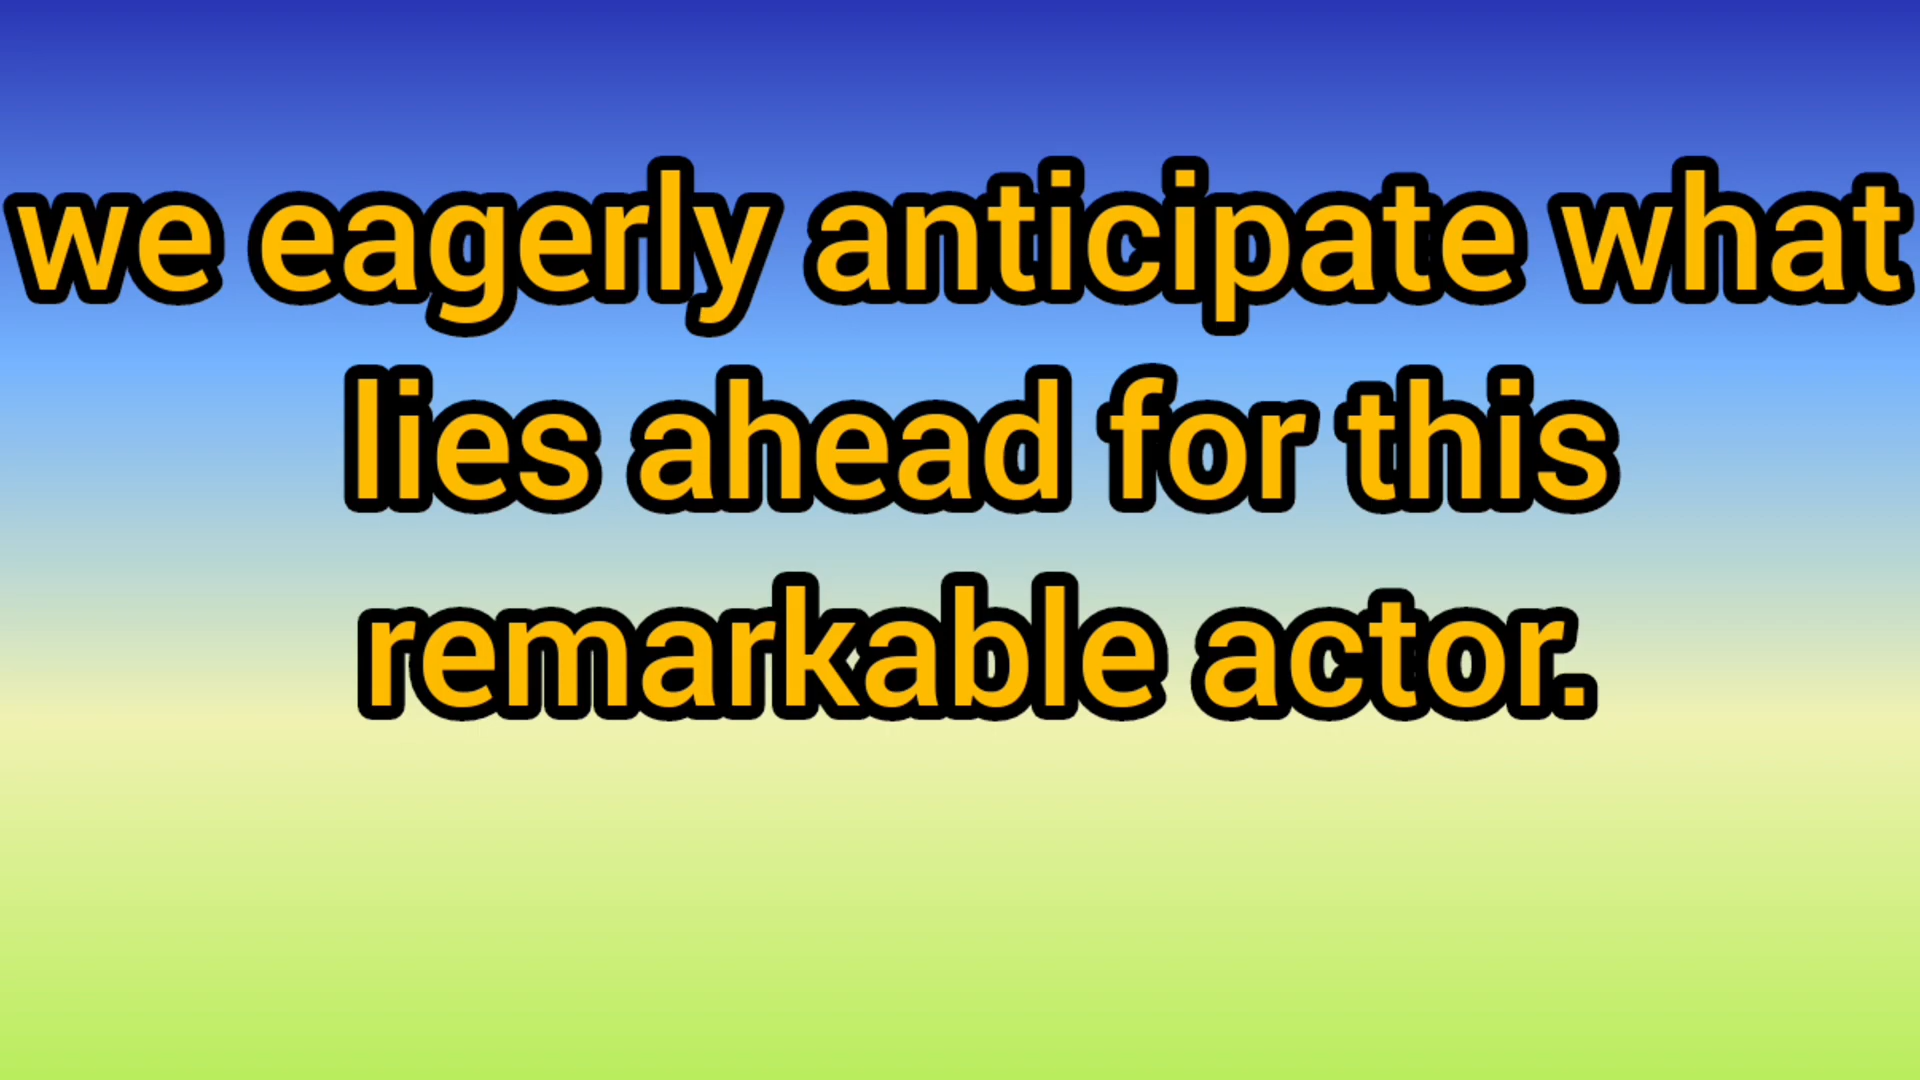 we eagerly anticipate what
lies ahead for this
remarkable actor.